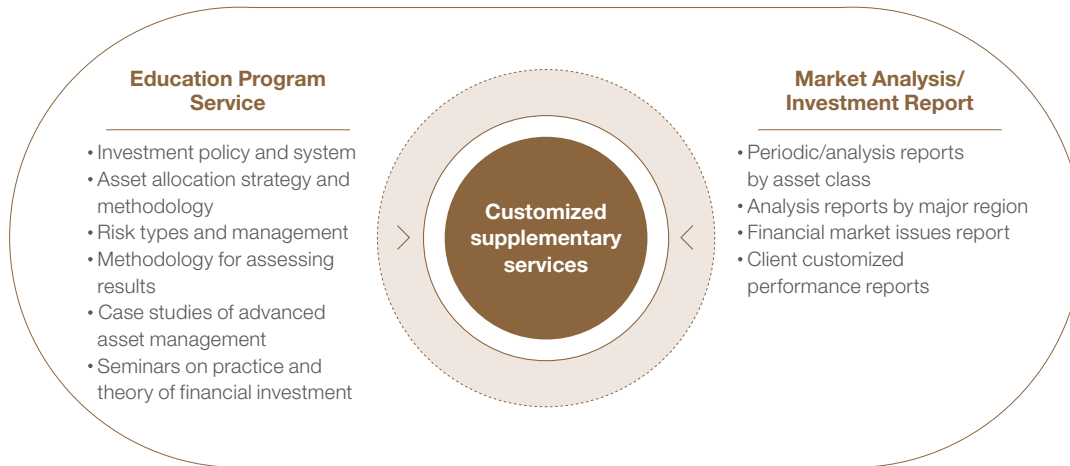 Education Program
Service
• Investment policy and system
• Asset allocation strategy and
methodology
• Risk types and management
• Methodology for assessing
results
• Case studies of advanced
asset management
• Seminars on practice and
theory of financial investment
Customized
supplementary
services
Market Analysis/
Investment Report
• Periodic/analysis reports
by asset class
• Analysis reports by major region
• Financial market issues report
• Client customized
performance reports